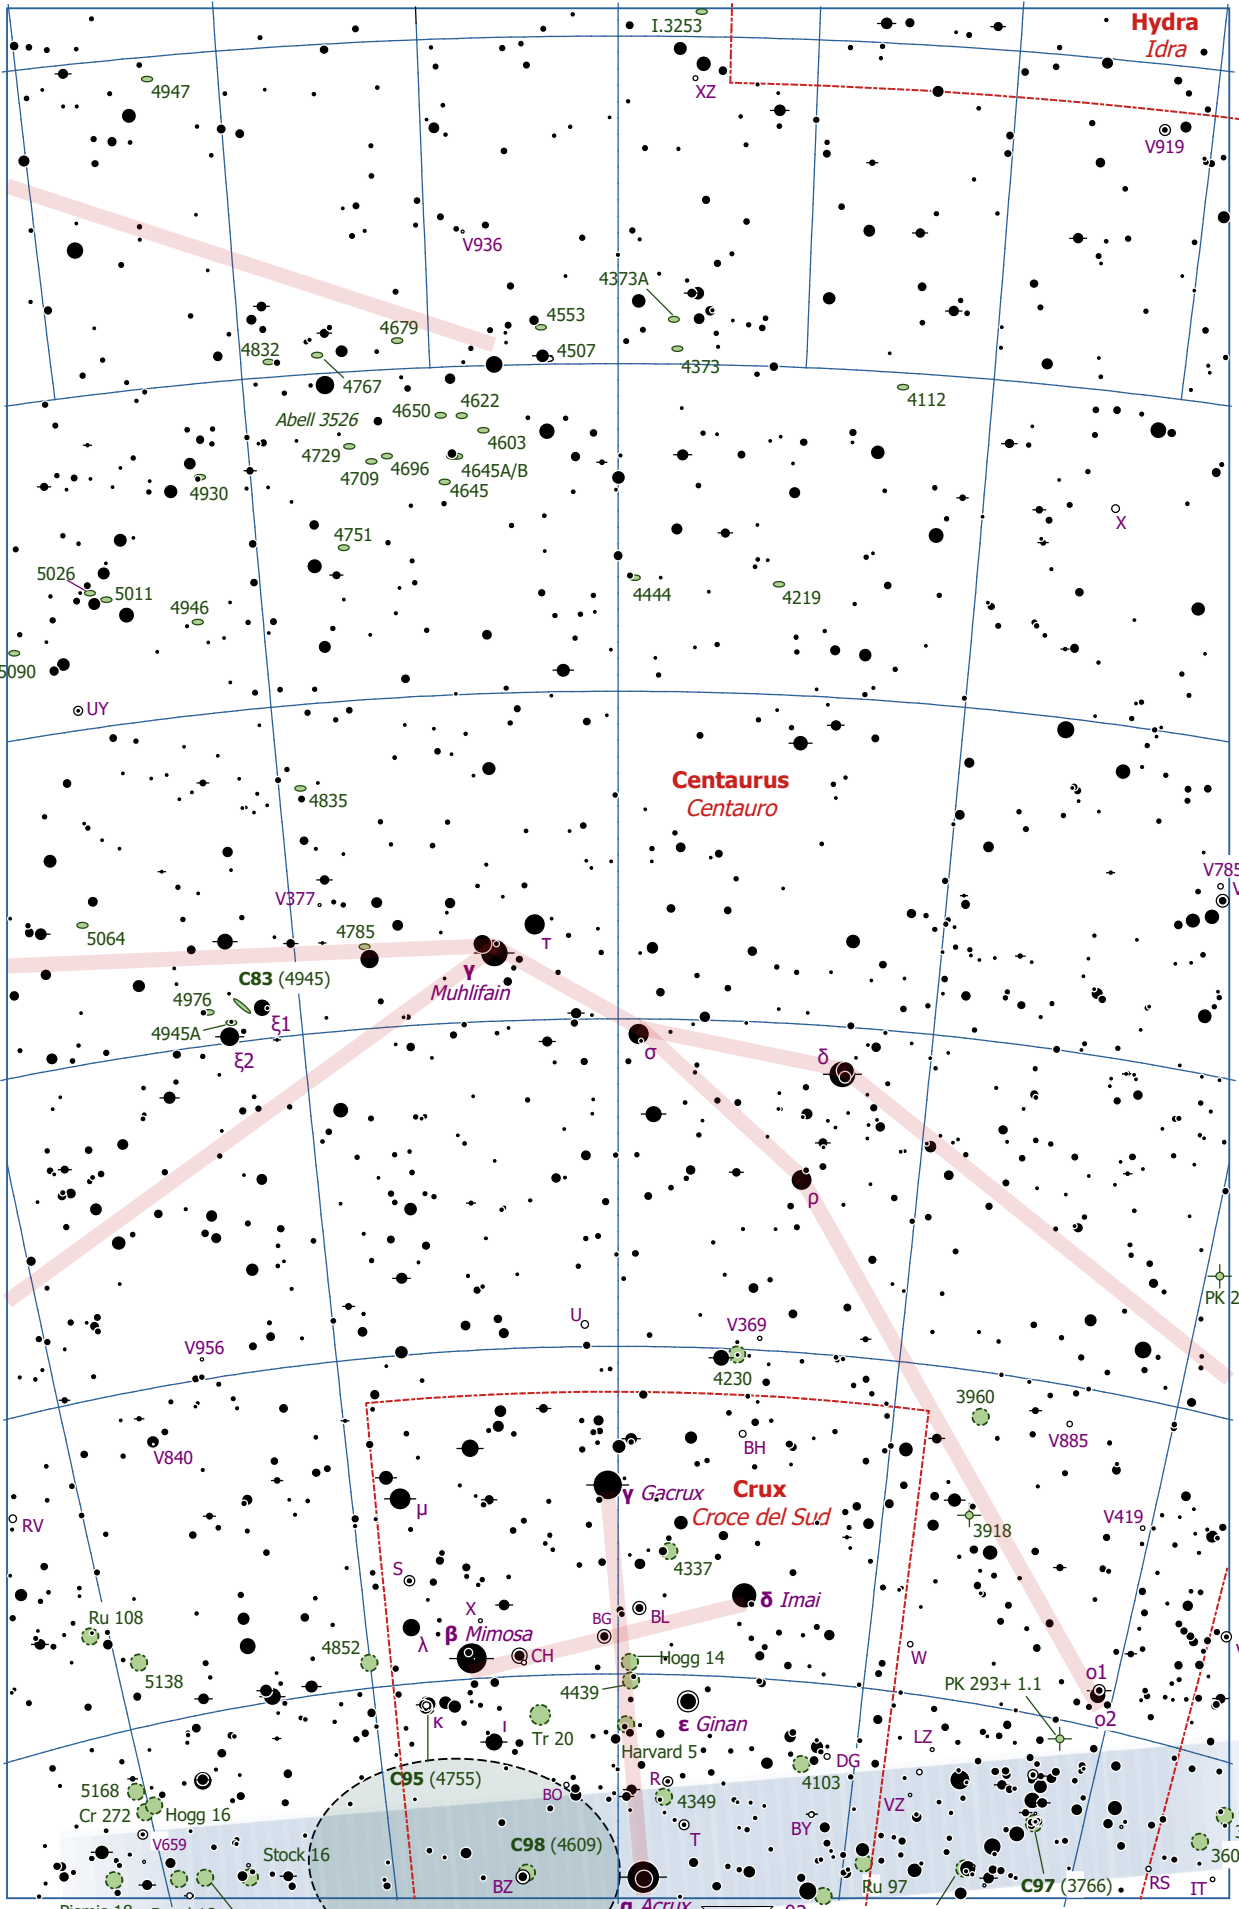 I.3253
Hydra
Idra
4947
XZ
V919
V936
4373A
4553
4679
4832
4507
4767
4373
4112
Abell 3526
4650
4622
4603
4729
4709
4696
4645A/B
4645
4930
X
4751
5026
5011
4946
4444
4219
5090
UY
Centaurus
Centauro
4835
V785
V377
5064
4785
τ
γ
Muhlifain
C83 (4945)
4976
4945A
ξ1
ξ2
σ
δ
ρ
PK 2
U
V369
V956
4230
3960
V885
BH
V840
γ Gacrux
Crux
Croce del Sud
μ
RV
V419
3918
4337
S
δ Imai
X
BG
BL
Ru 108
λ
β Mimosa
CH
4852
Hogg 14
W
5138
4439
PK 293+ 1.1
o1
o2
κ
ε Ginan
ι
Tr 20
Harvard 5
LZ
DG
C95 (4755)
4103
5168
BO
R
4349
Cr 272
Hogg 16
VZ
V659
T
BY
Stock 16
C98 (4609)
360
BZ
Ru 97
C97 (3766)
RS
IT
α Acrux